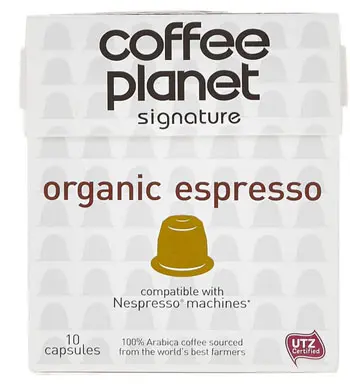 coffee
planet
signature
organic espresso
compatible with
Nespresso® machines*
10
capsules
100% Arabica coffee sourced
from the world's best farmers
UTZ
Certified